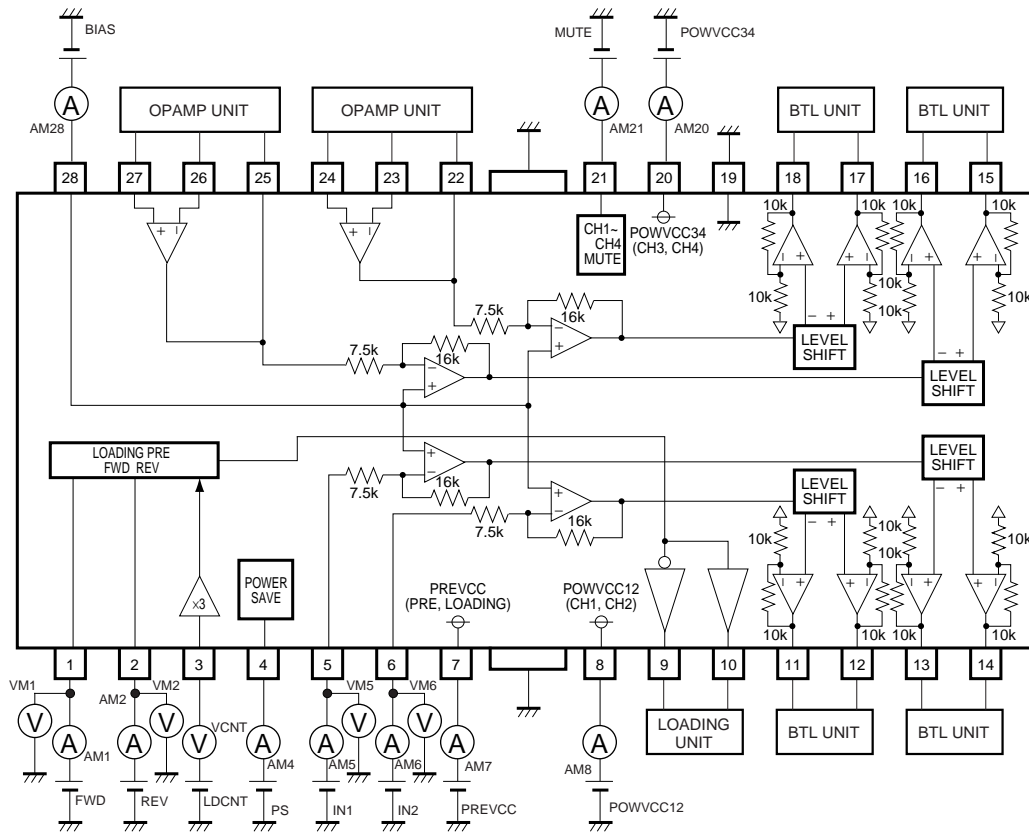 BIAS
MUTE
POWVCC34
A
A
A
AM28
AM21
AM20
OPAMP UNIT
OPAMP UNIT
BTL UNIT
BTL UNIT
28
27
26
25
24
23
22
21
20
19
18
17
16
15
+ −
+ −
CH1~
CH4
MUTE
POWVCC34
(CH3, CH4)
10k
10k
10k
10k
− +
+ −
− +
+ −
10k
10k
10k
10k
− +
LEVEL
SHIFT
− +
LEVEL
SHIFT
7.5k
16k
−
+
7.5k
16k
−
+
LOADING PRE
FWD REV
+
−
7.5k
16k
+
−
7.5k
16k
LEVEL
SHIFT
− +
LEVEL
SHIFT
− +
10k
10k
10k
10k
− +
+ −
− +
+ −
10k
10k
10k
10k
×3
POWER
SAVE
PREVCC
(PRE, LOADING)
POWVCC12
(CH1, CH2)
1
2
3
4
5
6
7
8
9
10
11
12
13
14
VM1
AM2
VM2
VM5
VM6
V
A
A
V
V
VCNT
A
A
V
A
V
A
A
AM1
AM4
AM5
AM6
AM7
AM8
LOADING
UNIT
BTL UNIT
BTL UNIT
FWD
REV
LDCNT
PS
IN1
IN2
PREVCC
POWVCC12